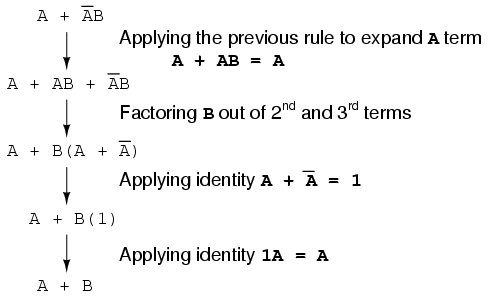 A + A̅B
Applying the previous rule to expand A term
A + AB = A
A + AB + A̅B
Factoring B out of 2nd and 3rd terms
A + B(A + A̅)
Applying identity A + A̅ = 1
A + B(1)
Applying identity 1A = A
A + B